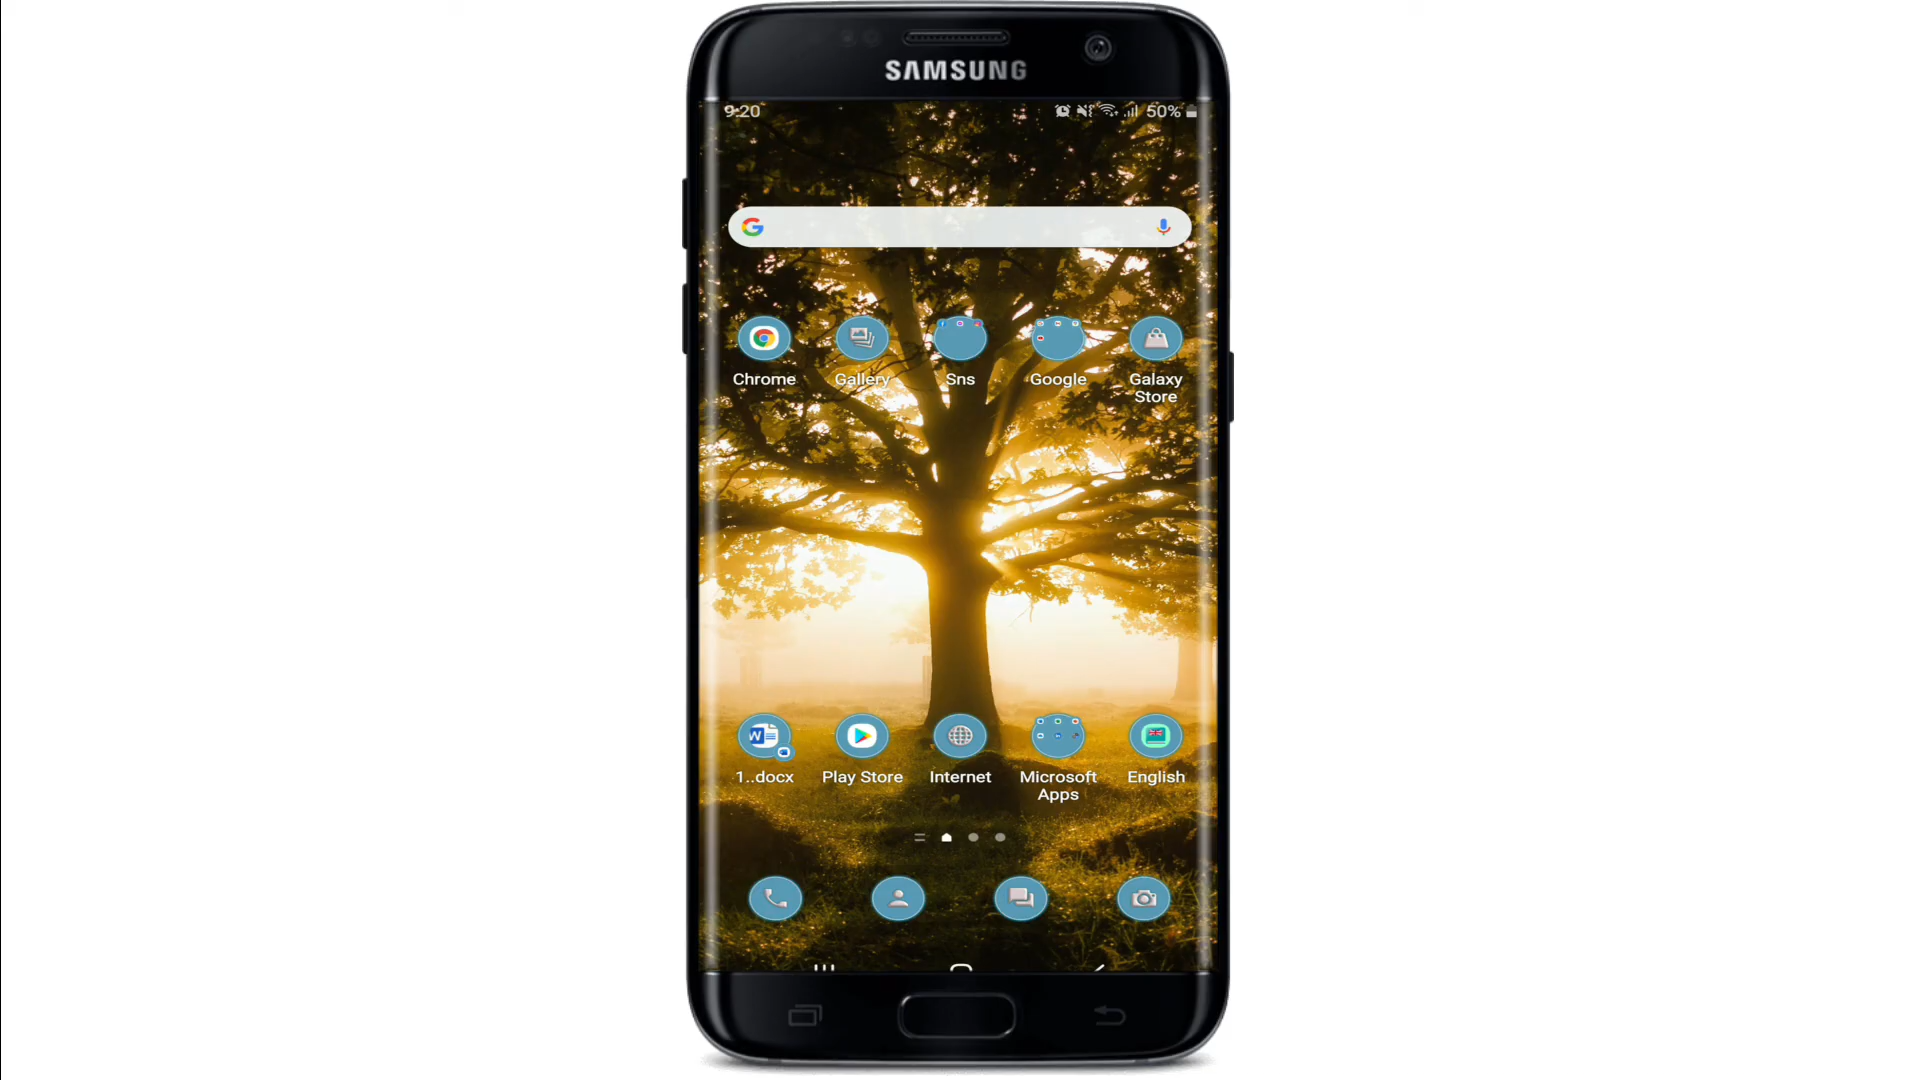 SAMSUNG
9:20 50%
Chrome Gallery Sns Google Galaxy
Store
1..docx Play Store Internet Microsoft English
Apps